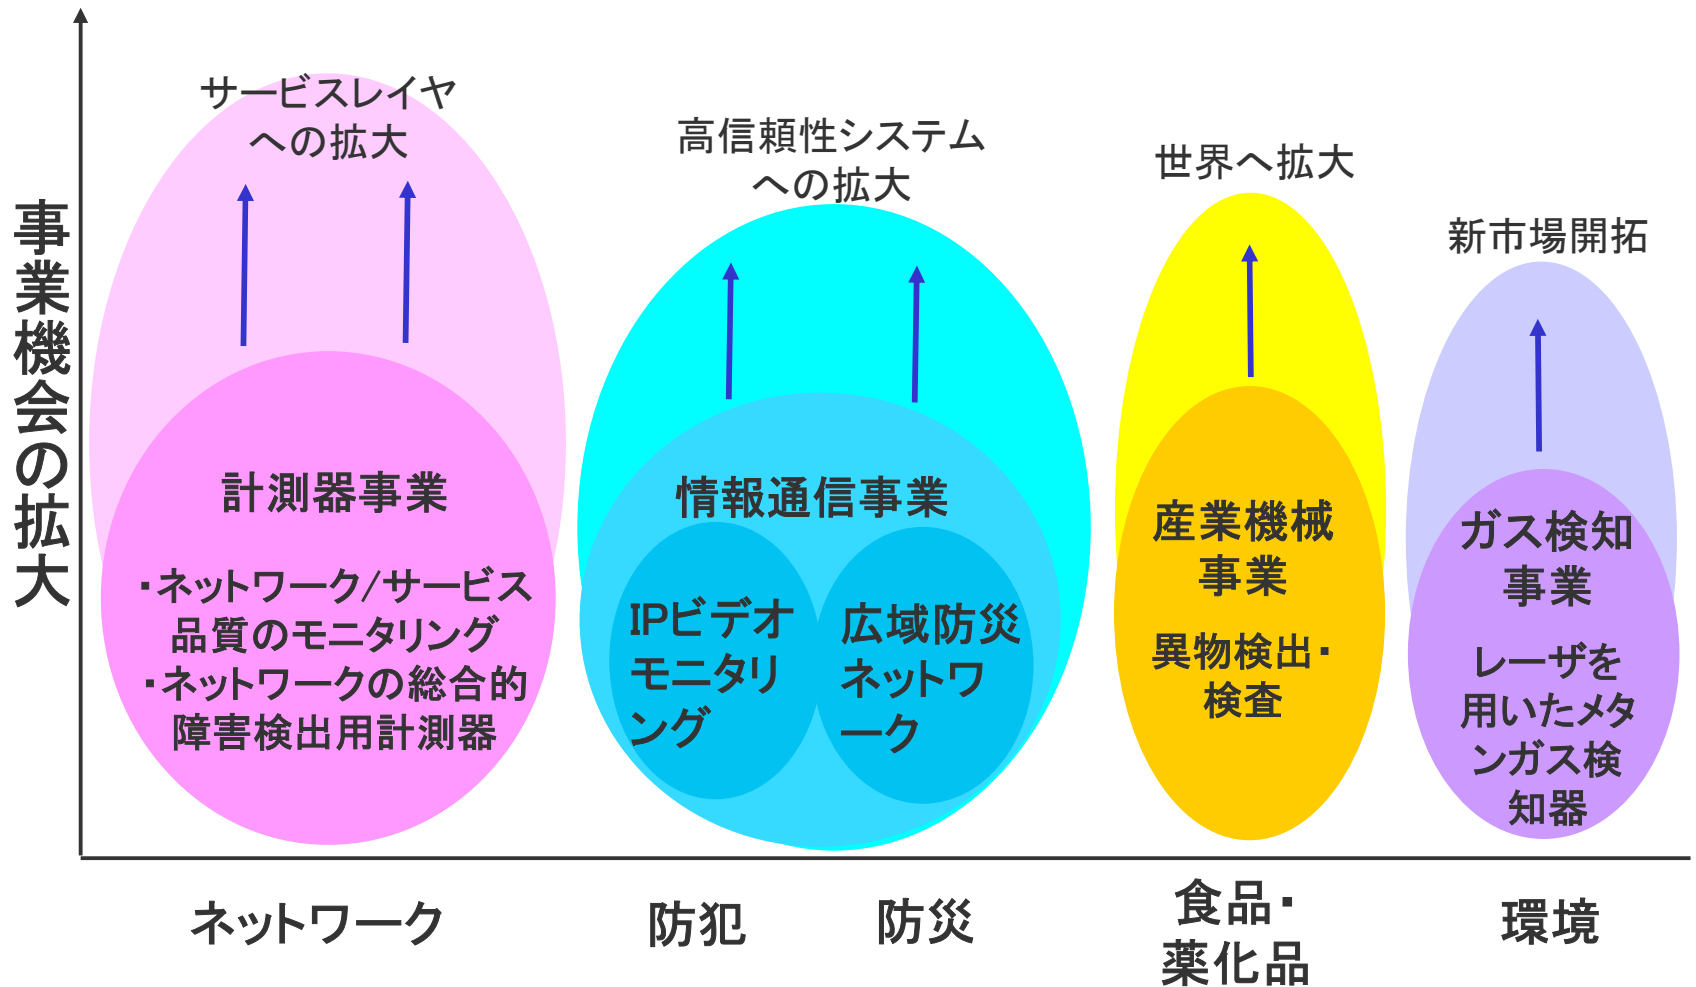 事業機会の拡大
サービスレイヤ
への拡大
計測器事業
・ネットワーク/サービス
品質のモニタリング
・ネットワークの総合的
障害検出用計測器
高信頼性システム
への拡大
情報通信事業
IPビデオ
モニタリ
ング
広域防災
ネットワ
ーク
世界へ拡大
産業機械
事業
異物検出・
検査
新市場開拓
ガス検知
事業
レーザを
用いたメタ
ンガス検
知器
ネットワーク
防犯
防災
食品・
薬化品
環境